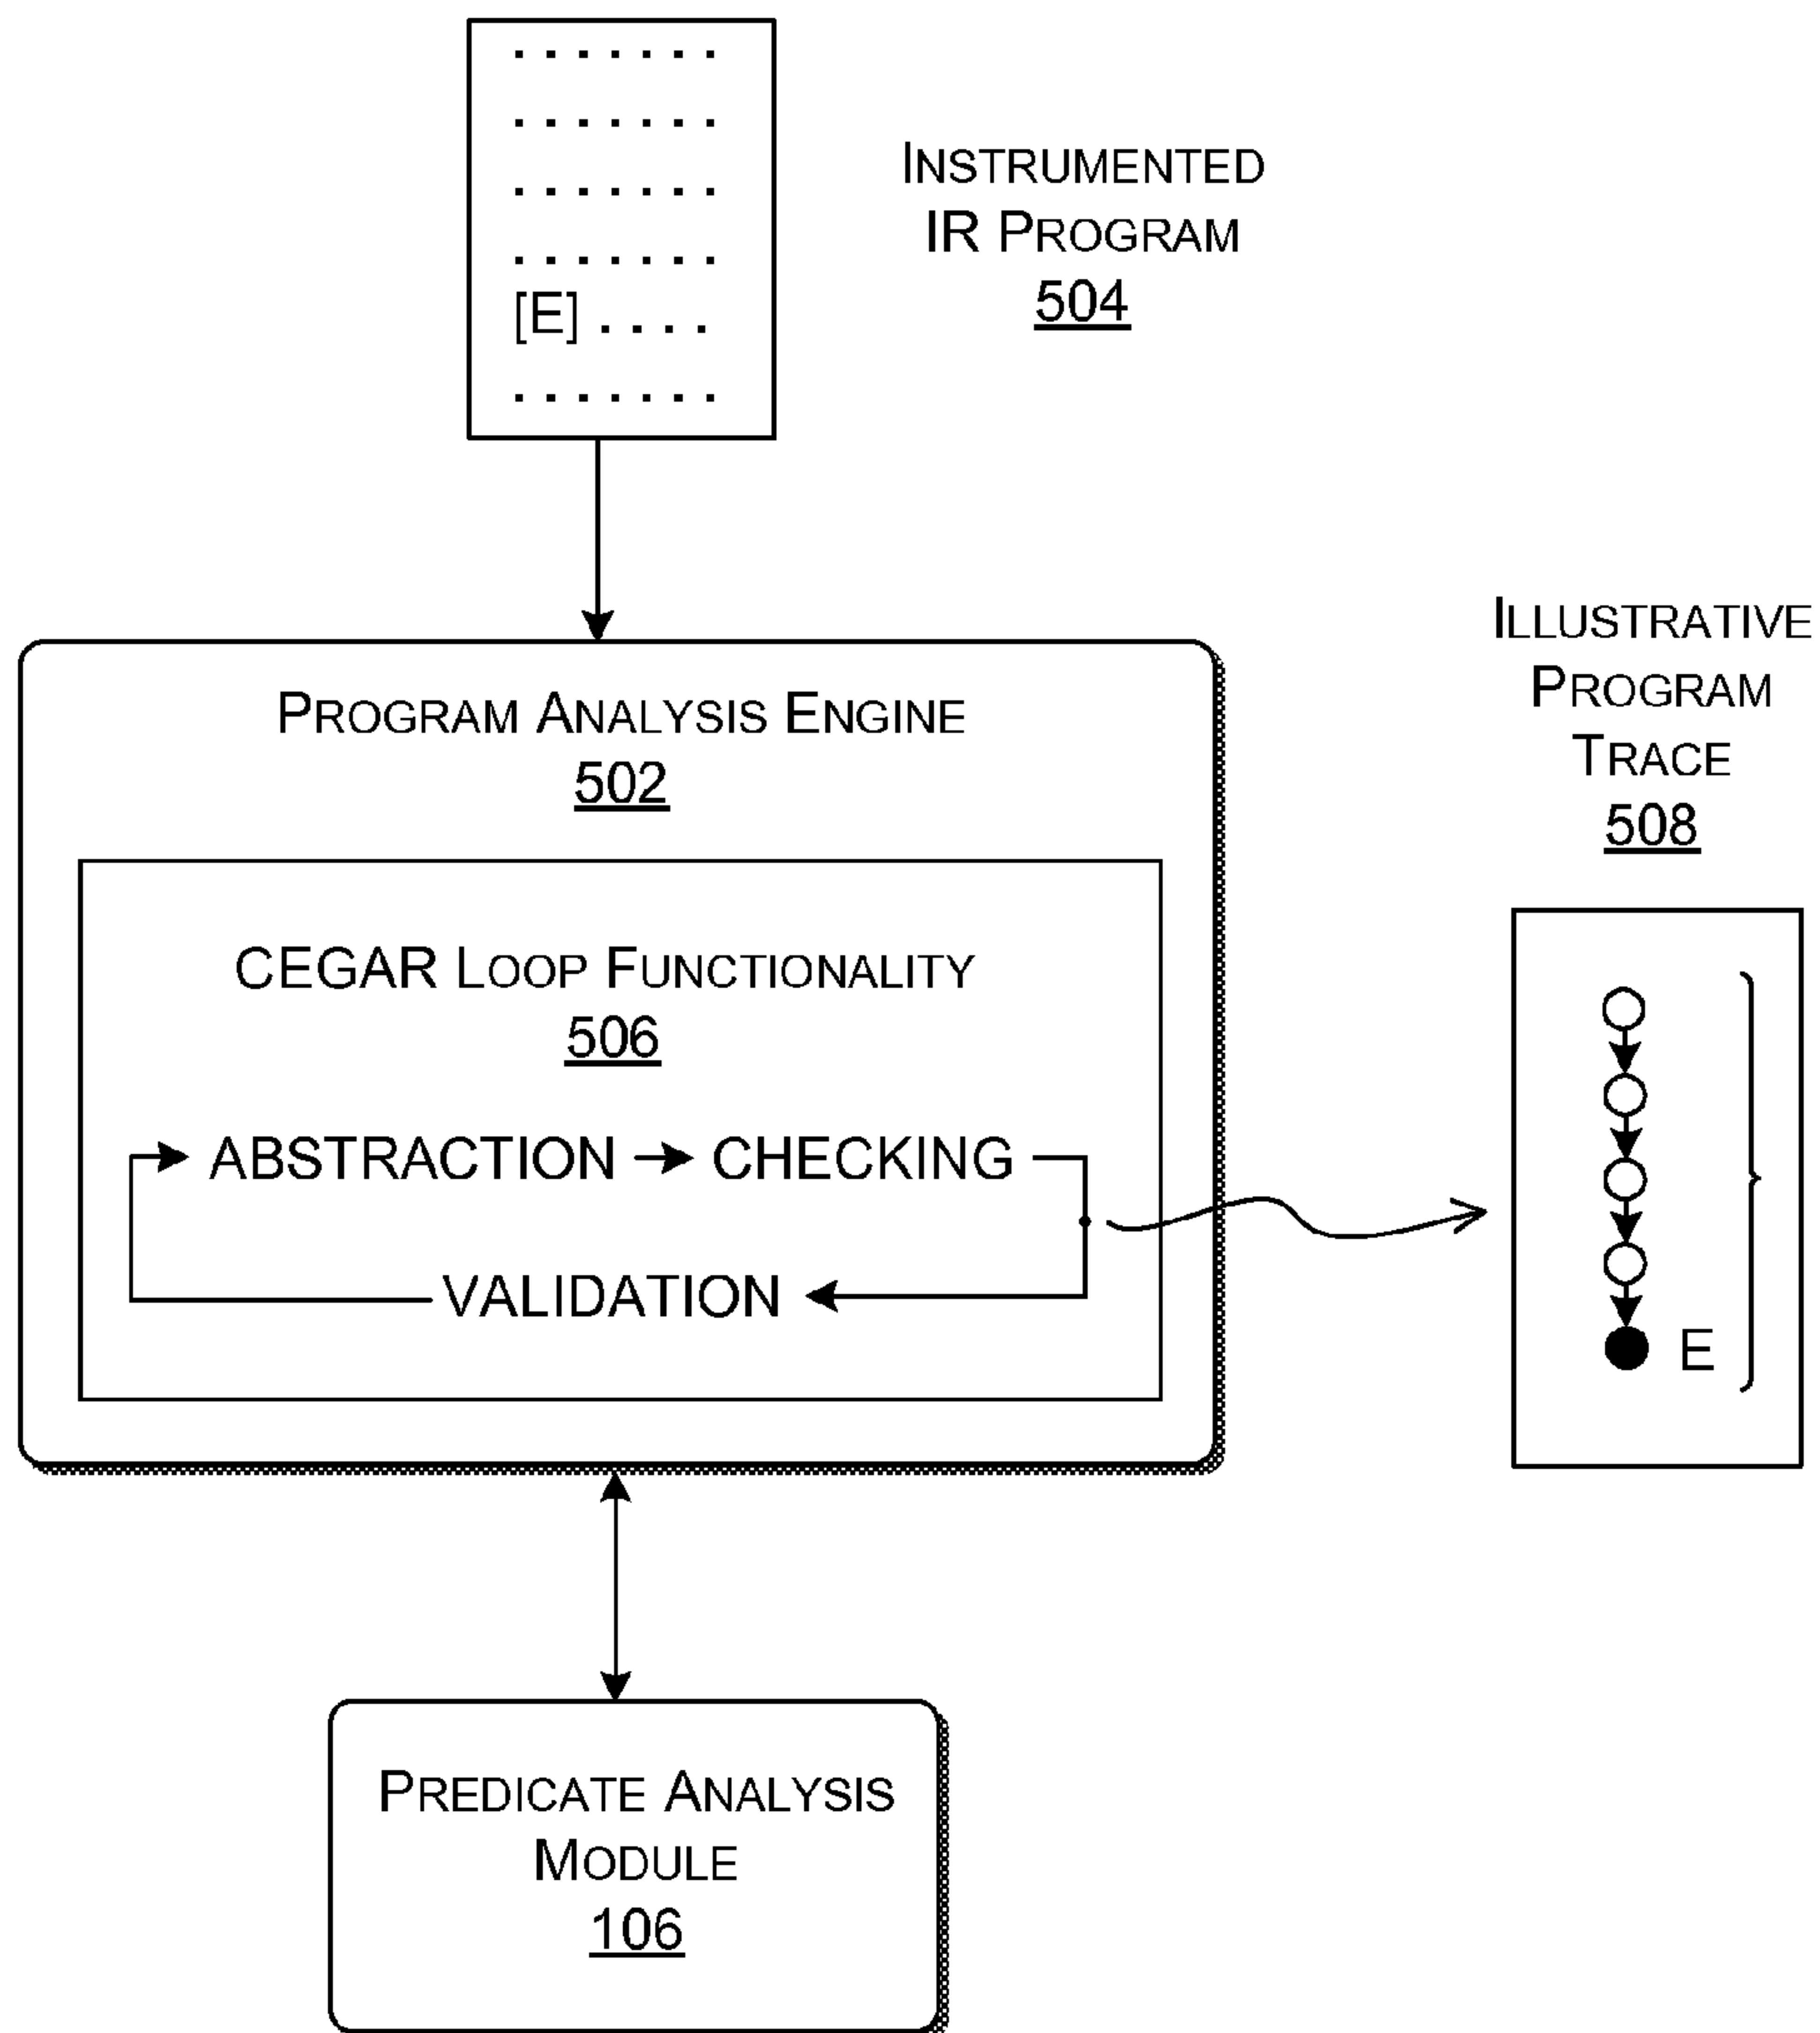 . . . . . . .
. . . . . . .
. . . . . . .
. . . . . . .
[E] . . . .
. . . . . . .
INSTRUMENTED
IR PROGRAM
504
PROGRAM ANALYSIS ENGINE
502
CEGAR LOOP FUNCTIONALITY
506
ABSTRACTION CHECKING
VALIDATION
ILLUSTRATIVE
PROGRAM
TRACE
508
E
PREDICATE ANALYSIS
MODULE
106